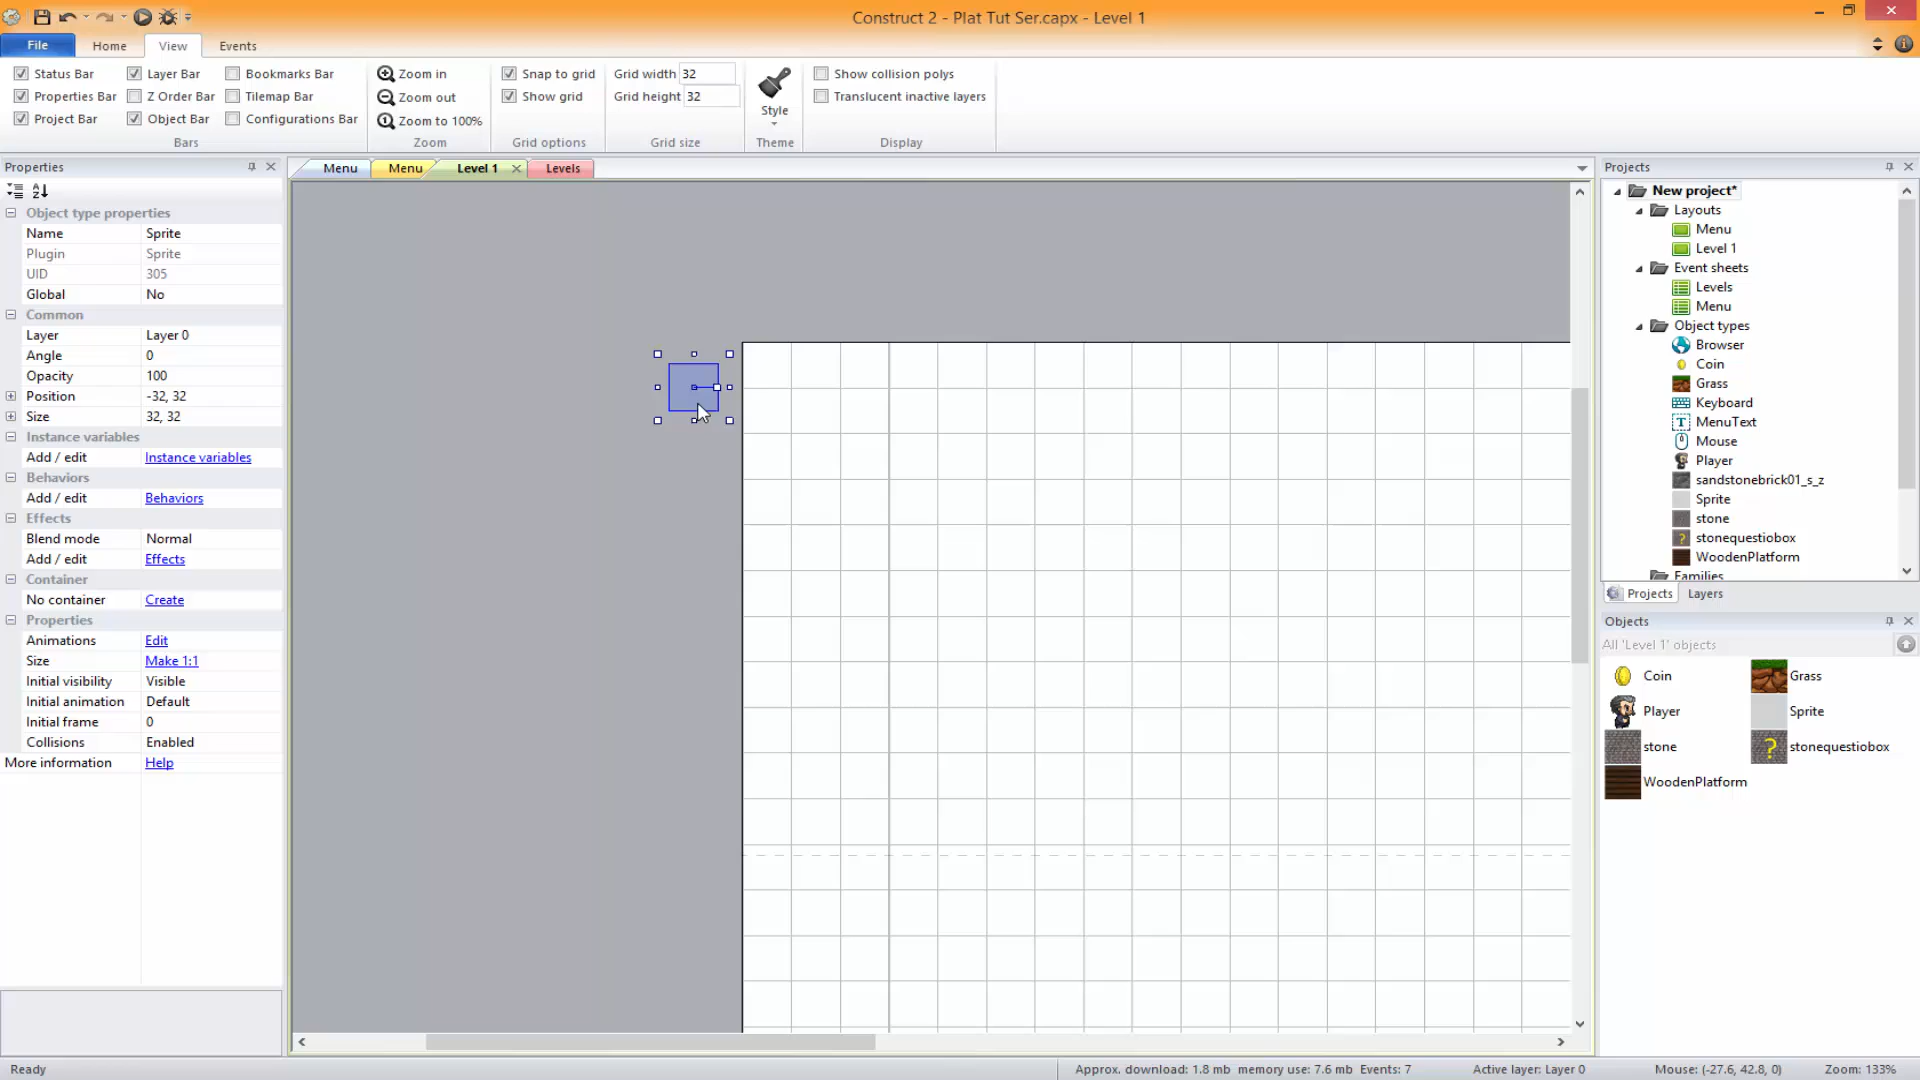 Construct 2 - Plat Tut Ser.capx - Level 1
File Home View Events
Status Bar Layer Bar Bookmarks Bar
Properties Bar Z Order Bar Tilemap Bar
Project Bar Object Bar Configurations Bar
Bars
Zoom in
Zoom out
Zoom to 100%
Zoom
Snap to grid
Show grid
Grid options
Grid width 32
Grid height 32
Grid size
Style
Theme
Show collision polys
Translucent inactive layers
Display
Properties
Object type properties
Name Sprite
Plugin Sprite
UID 305
Global No
Common
Layer Layer 0
Angle 0
Opacity 100
Position -32, 32
Size 32, 32
Instance variables
Add / edit Instance variables
Behaviors
Add / edit Behaviors
Effects
Blend mode Normal
Add / edit Effects
Container
No container Create
Properties
Animations Edit
Size Make 1:1
Initial visibility Visible
Initial animation Default
Initial frame 0
Collisions Enabled
More information Help
Menu Menu Level 1 Levels
Projects
New project*
Layouts
Menu
Level 1
Event sheets
Levels
Menu
Object types
Browser
Coin
Grass
Keyboard
MenuText
Mouse
Player
sandstonebrick01_s_z
Sprite
stone
stonequestiobox
WoodenPlatform
Families
Projects Layers
Objects
All 'Level 1' objects
Coin Grass
Player Sprite
stone stonequestiobox
WoodenPlatform
Ready
Approx. download: 1.8 mb memory use: 7.6 mb Events: 7 Active layer: Layer 0 Mouse: (-27.6, 42.8, 0) Zoom: 133%